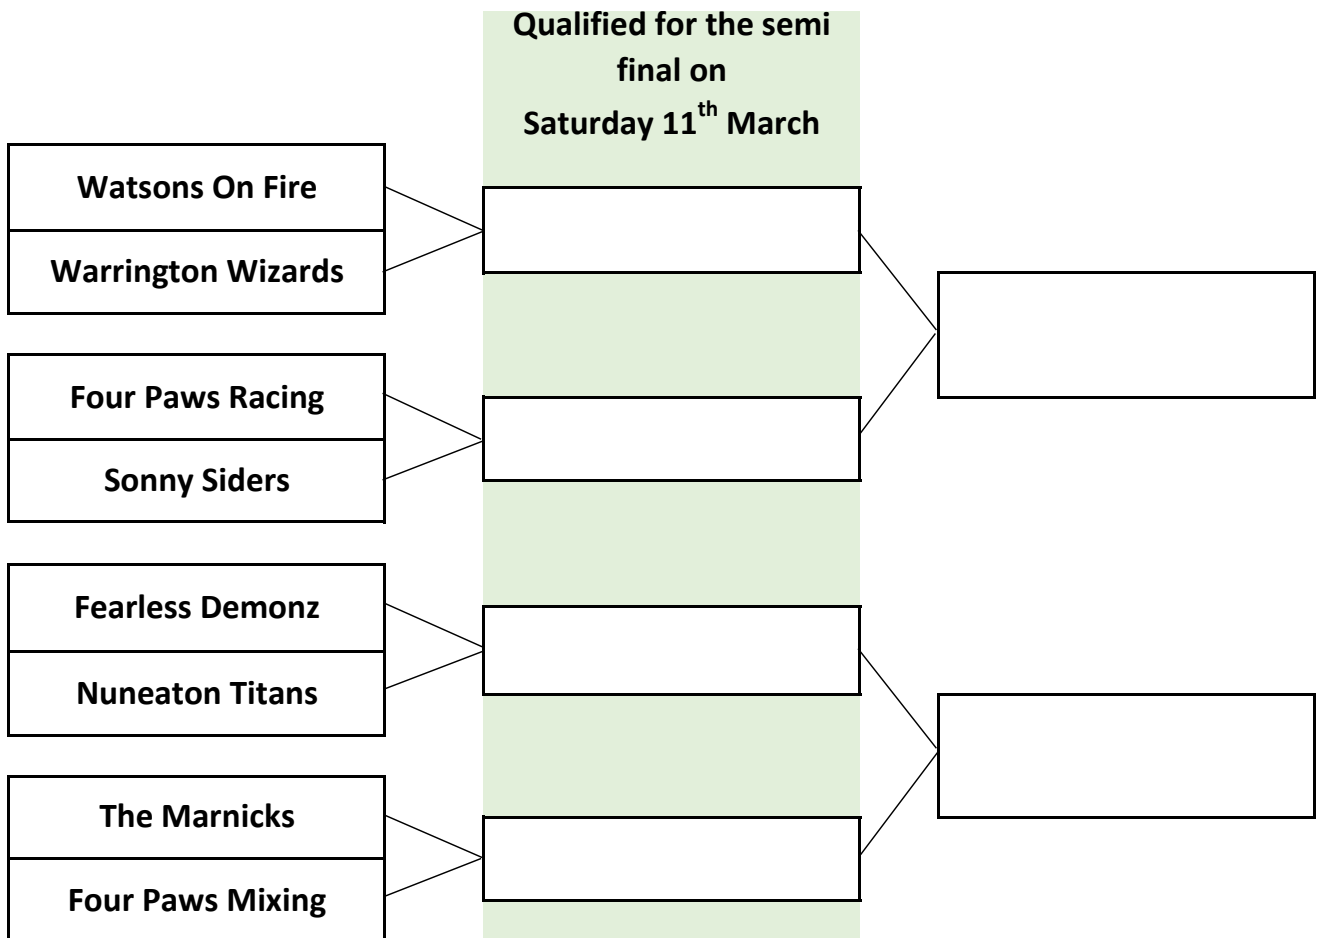 Qualified for the semi
final on
Saturday 11th March
Watsons On Fire
Warrington Wizards
Four Paws Racing
Sonny Siders
Fearless Demonz
Nuneaton Titans
The Marnicks
Four Paws Mixing